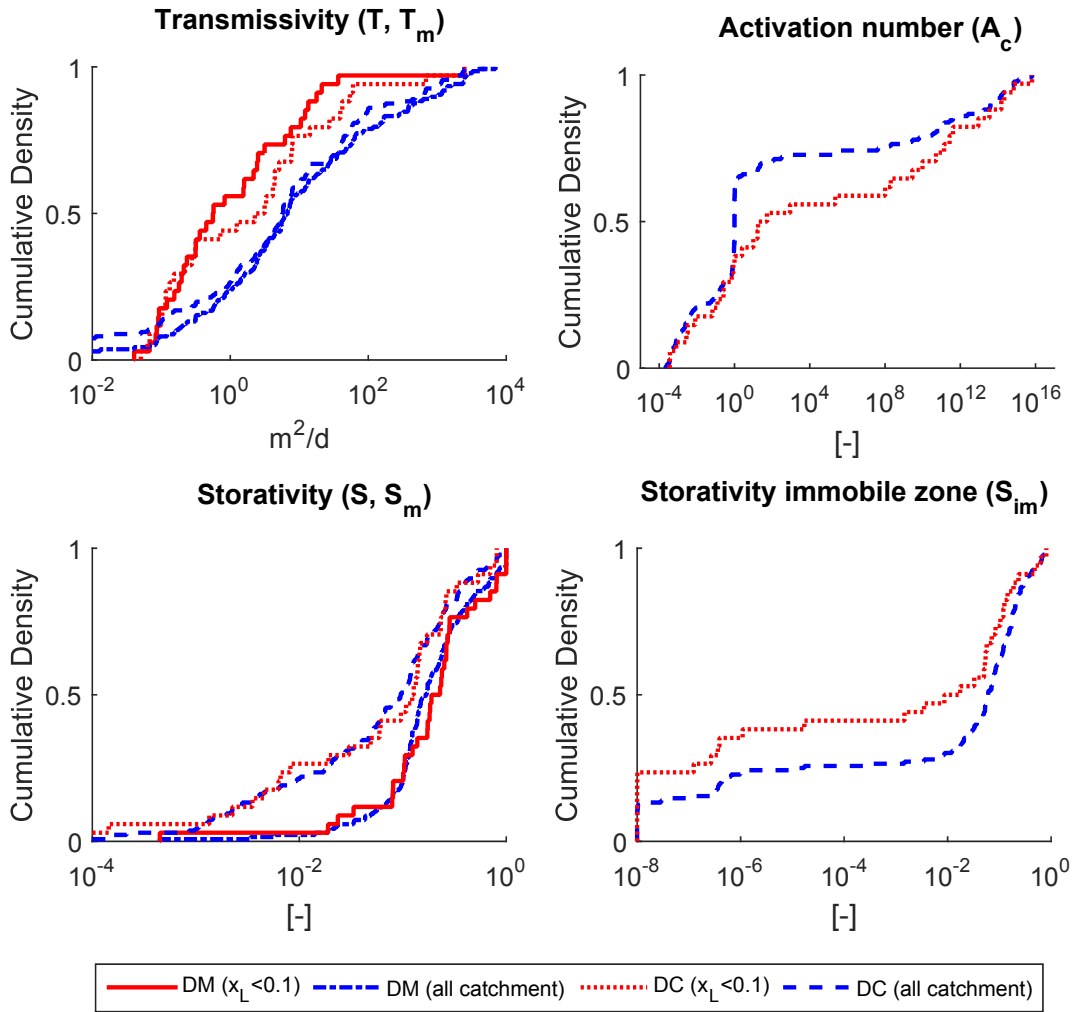 Transmissivity (T, T_m)
Cumulative Density
1
0.5
0
10^-2 10^0 10^2 10^4
m^2/d
Activation number (A_c)
Cumulative Density
1
0.5
0
10^-4 10^0 10^4 10^8 10^12 10^16
[-]
Storativity (S, S_m)
Cumulative Density
1
0.5
0
10^-4 10^-2 10^0
[-]
Storativity immobile zone (S_im)
Cumulative Density
1
0.5
0
10^-8 10^-6 10^-4 10^-2 10^0
[-]
DM (x_L<0.1) DM (all catchment) DC (x_L<0.1) DC (all catchment)